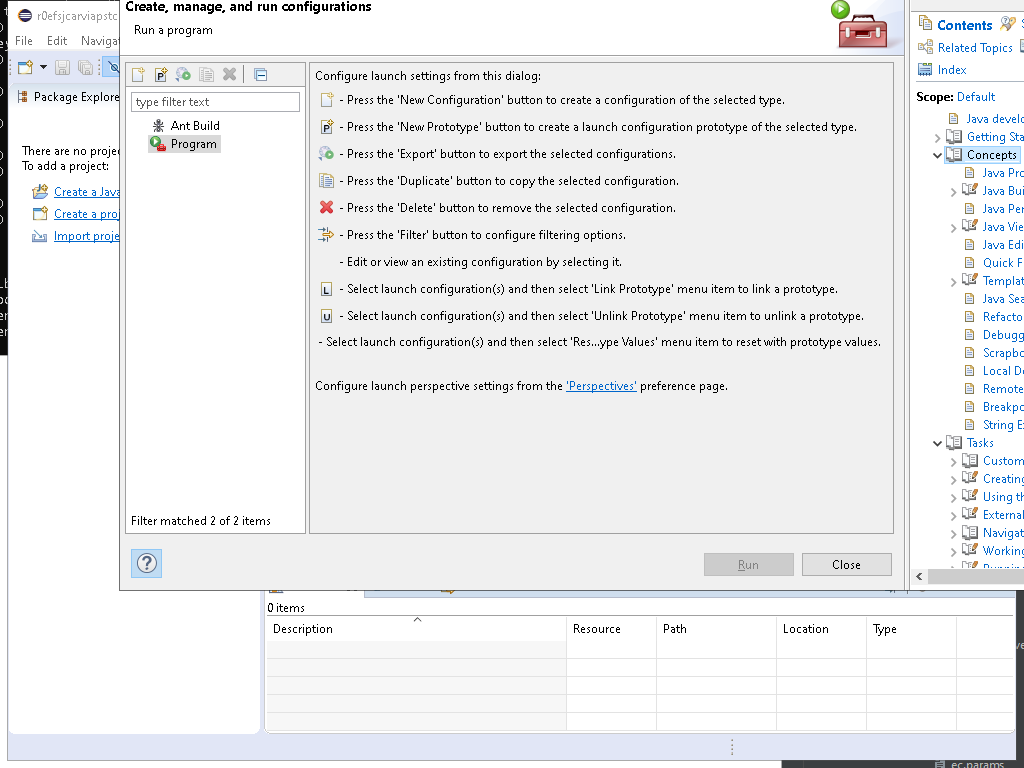 Create, manage, and run configurations
Run a program
r0efsjcarviapstc
File Edit Navigat
Package Explore
There are no projec
To add a project:
Create a Java
Create a proj
Import proje
type filter text
Ant Build
Program
Filter matched 2 of 2 items
Configure launch settings from this dialog:
- Press the 'New Configuration' button to create a configuration of the selected type.
- Press the 'New Prototype' button to create a launch configuration prototype of the selected type.
- Press the 'Export' button to export the selected configurations.
- Press the 'Duplicate' button to copy the selected configuration.
- Press the 'Delete' button to remove the selected configuration.
- Press the 'Filter' button to configure filtering options.
- Edit or view an existing configuration by selecting it.
L - Select launch configuration(s) and then select 'Link Prototype' menu item to link a prototype.
U - Select launch configuration(s) and then select 'Unlink Prototype' menu item to unlink a prototype.
- Select launch configuration(s) and then select 'Res...ype Values' menu item to reset with prototype values.
Configure launch perspective settings from the 'Perspectives' preference page.
Run
Close
Contents
Related Topics
Index
Scope: Default
Java develo
Getting Sta
Concepts
Java Pro
Java Bui
Java Per
Java Vie
Java Edi
Quick F
Templat
Java Sea
Refacto
Debugg
Scrapbo
Local De
Remote
Breakpo
String E
Tasks
Custom
Creating
Using th
External
Navigat
Working
0 items
Description Resource Path Location Type
ec.params